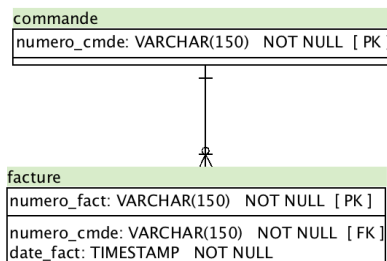 commande
numero_cmde: VARCHAR(150) NOT NULL [ PK ]
facture
numero_fact: VARCHAR(150) NOT NULL [ PK ]
numero_cmde: VARCHAR(150) NOT NULL [ FK ]
date_fact: TIMESTAMP NOT NULL